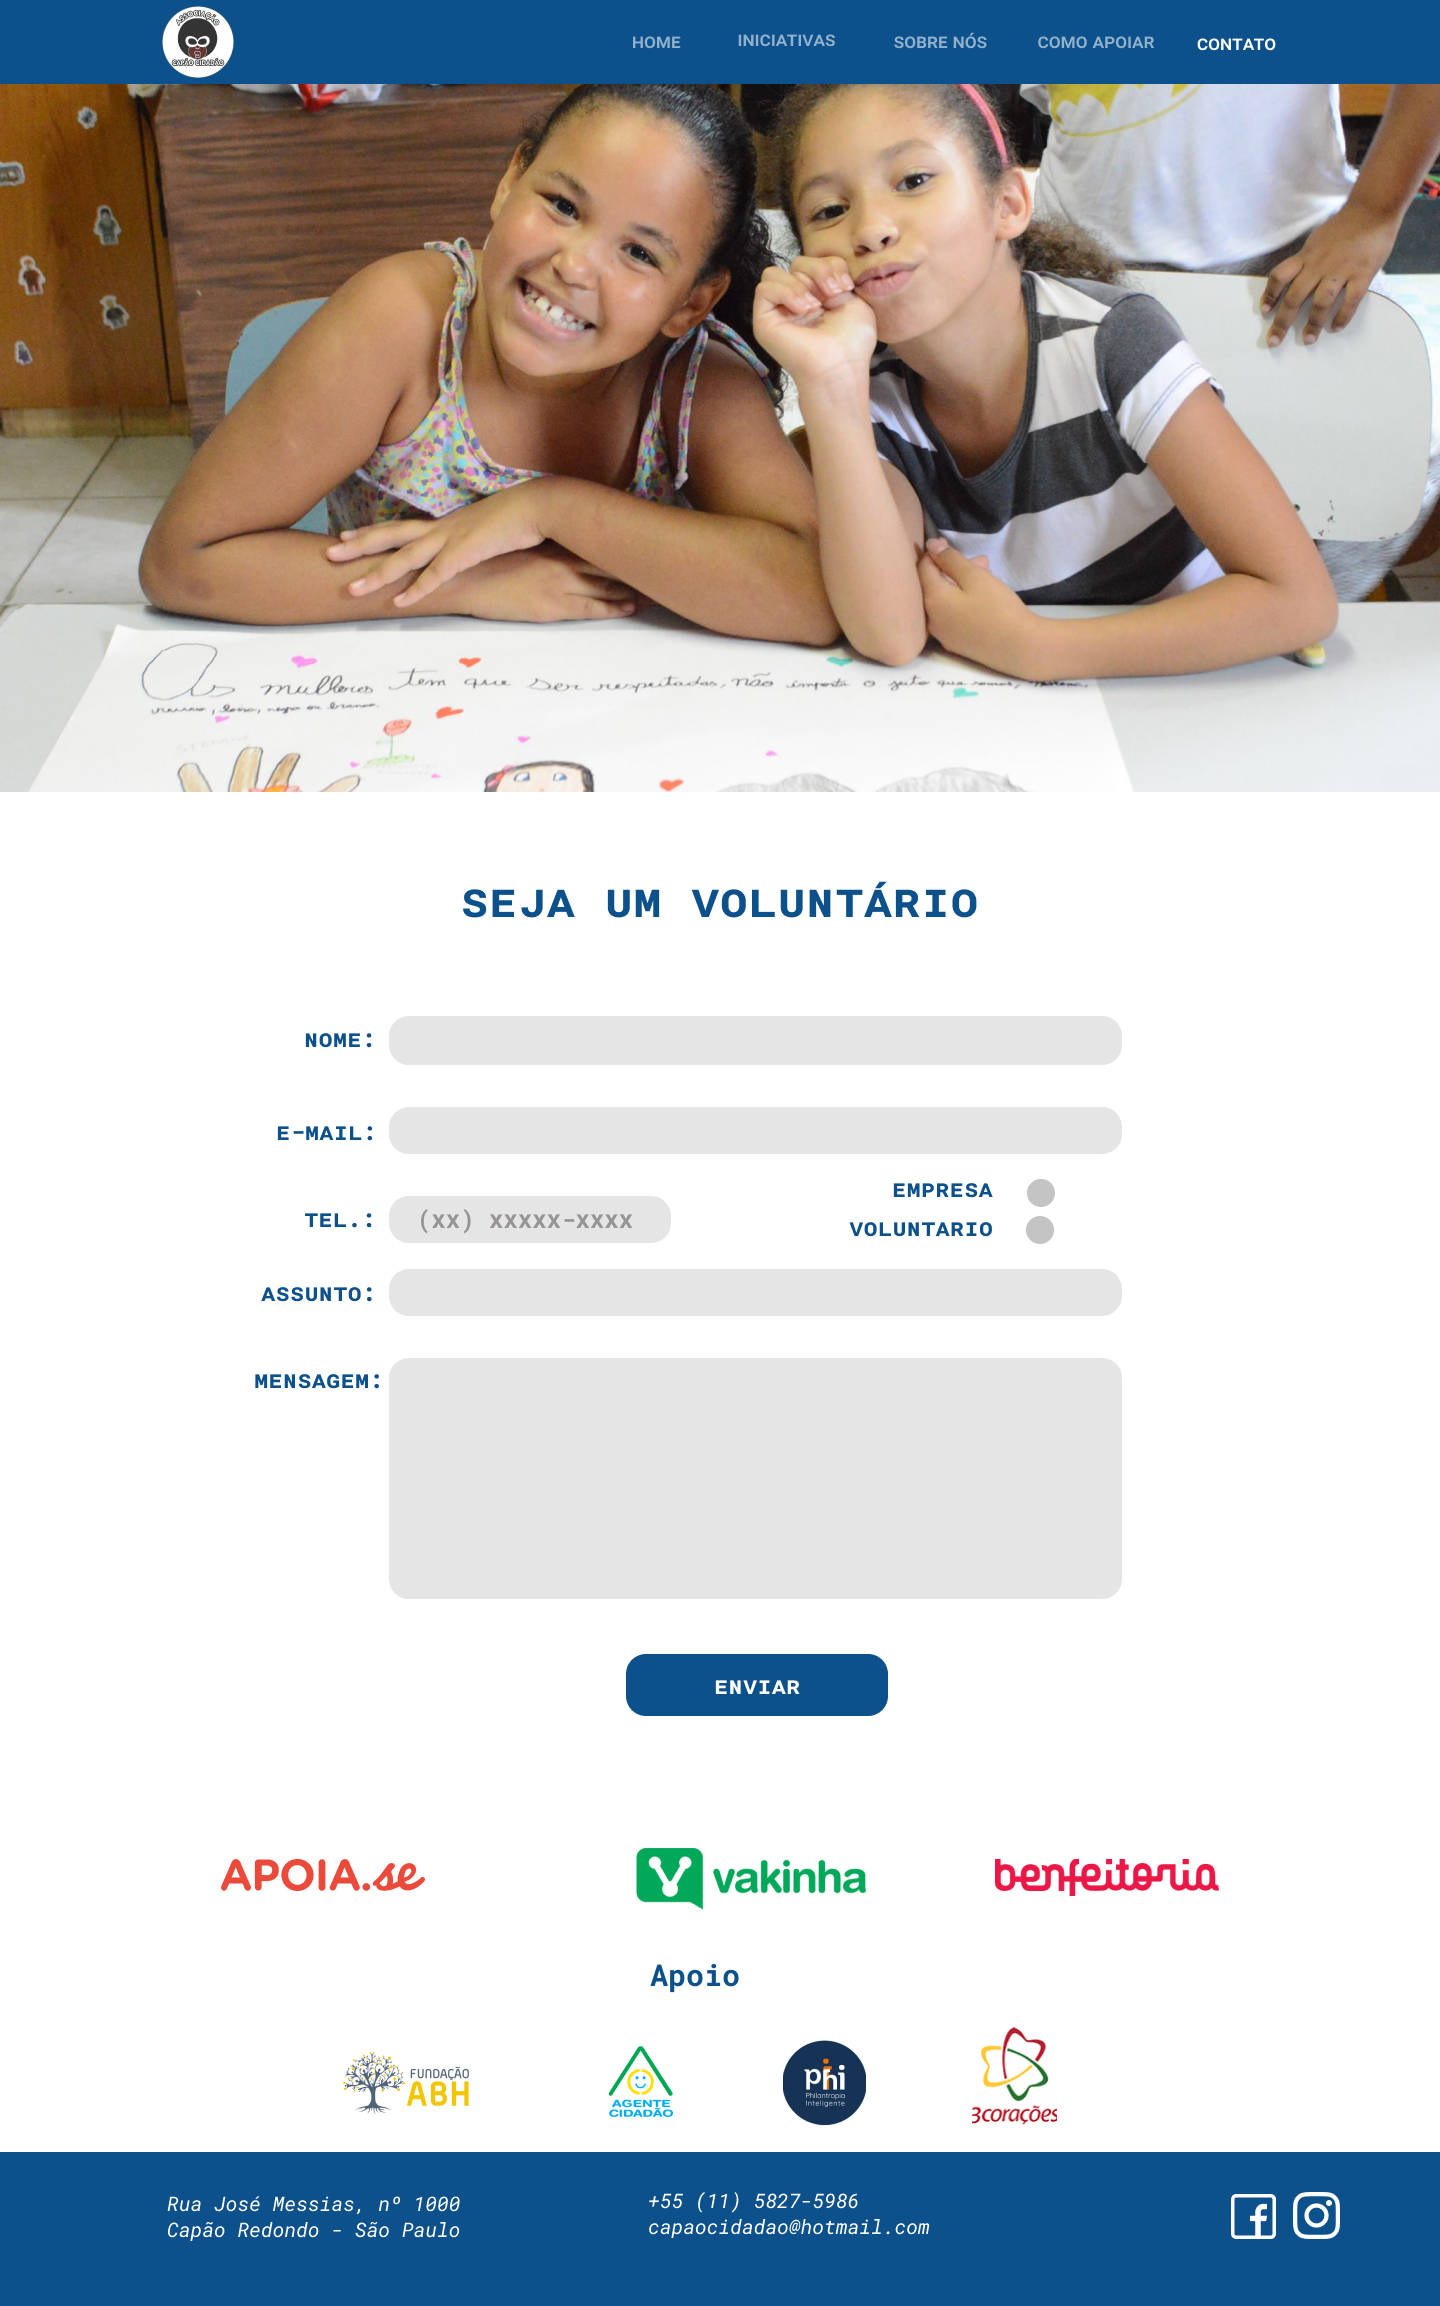 ASSOCIAÇÃO
CAPÃO CIDADÃO
HOME
INICIATIVAS
SOBRE NÓS
COMO APOIAR
CONTATO
As mulheres tem que ser respeitadas, não importa o jeito que somos,
negra ou branca.
SEJA UM VOLUNTÁRIO
NOME:
E-MAIL:
EMPRESA
TEL.: (xx) xxxxx-xxxx
VOLUNTARIO
ASSUNTO:
MENSAGEM:
ENVIAR
APOIA.se
vakinha
benfeitoria
Apoio
FUNDAÇÃO
ABH
AGENTE
CIDADÃO
phi
Philantropia
Inteligente
3corações
Rua José Messias, nº 1000
Capão Redondo - São Paulo
+55 (11) 5827-5986
capaocidadao@hotmail.com